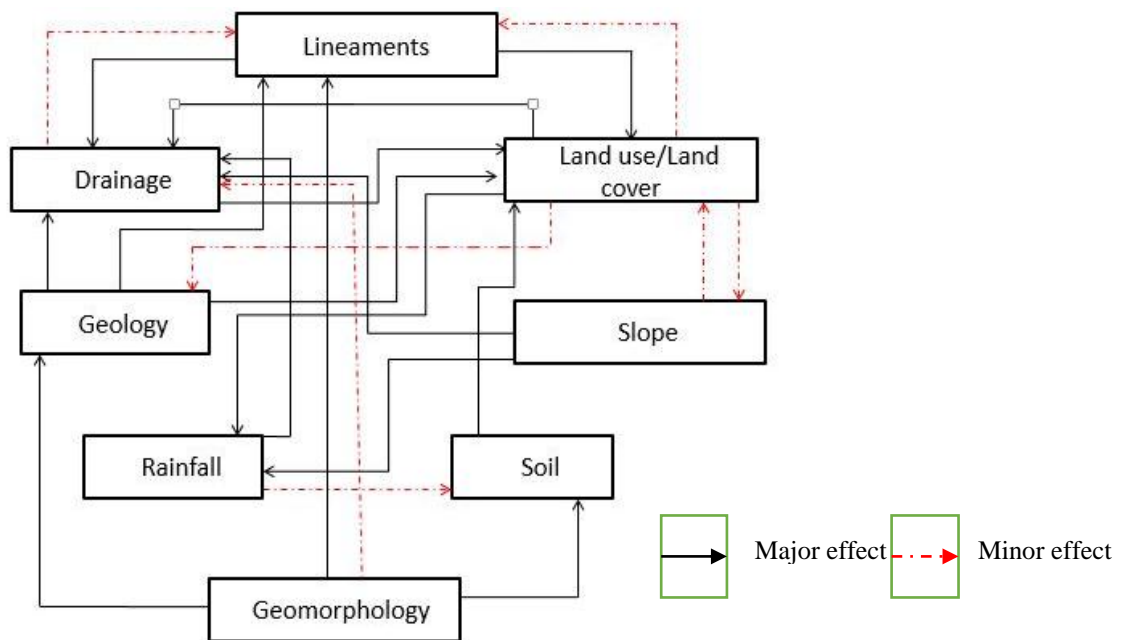 Lineaments
Drainage
Land use/Land
cover
Geology
Slope
Rainfall
Soil
Geomorphology
Major effect
Minor effect